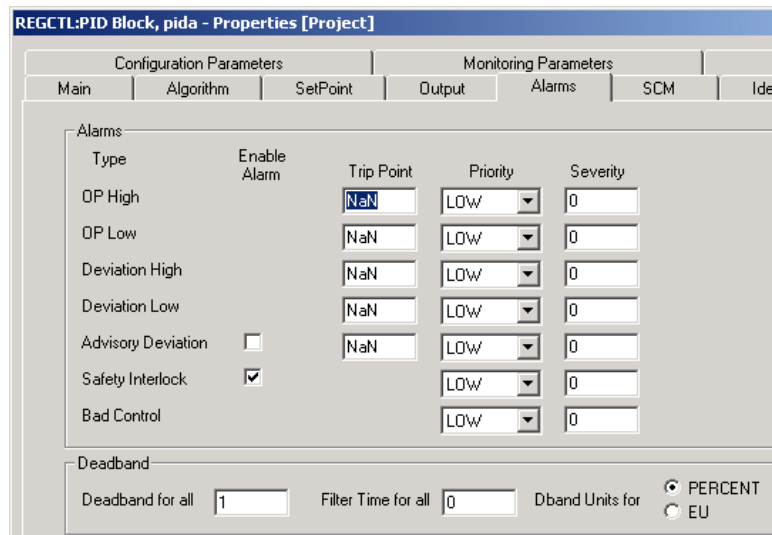 REGCTL:PID Block, pida - Properties [Project]
Configuration Parameters Monitoring Parameters
Main Algorithm SetPoint Output Alarms SCM Ide
Alarms
Type Enable Alarm Trip Point Priority Severity
OP High NaN LOW 0
OP Low NaN LOW 0
Deviation High NaN LOW 0
Deviation Low NaN LOW 0
Advisory Deviation NaN LOW 0
Safety Interlock LOW 0
Bad Control LOW 0
Deadband
Deadband for all 1 Filter Time for all 0 Dband Units for PERCENT
EU